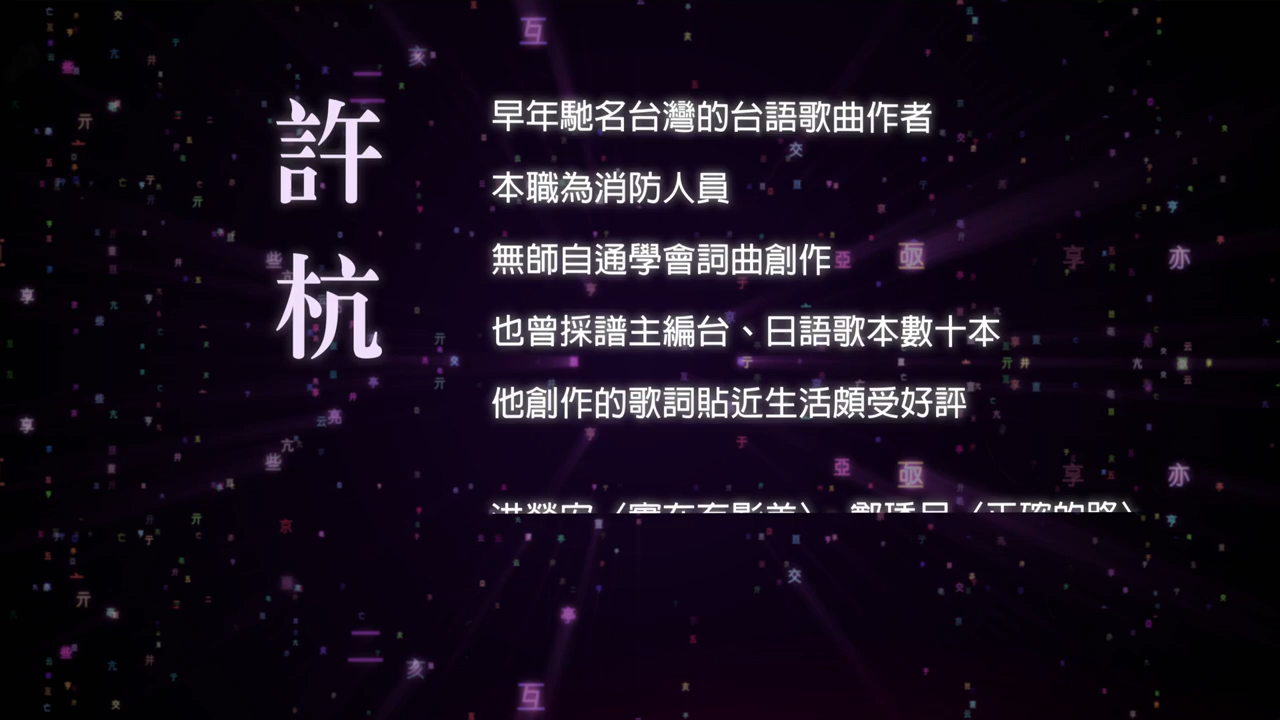 許杭
早年馳名台灣的台語歌曲作者
本職為消防人員
無師自通學會詞曲創作
也曾採譜主編台、日語歌本數十本
他創作的歌詞貼近生活頗受好評